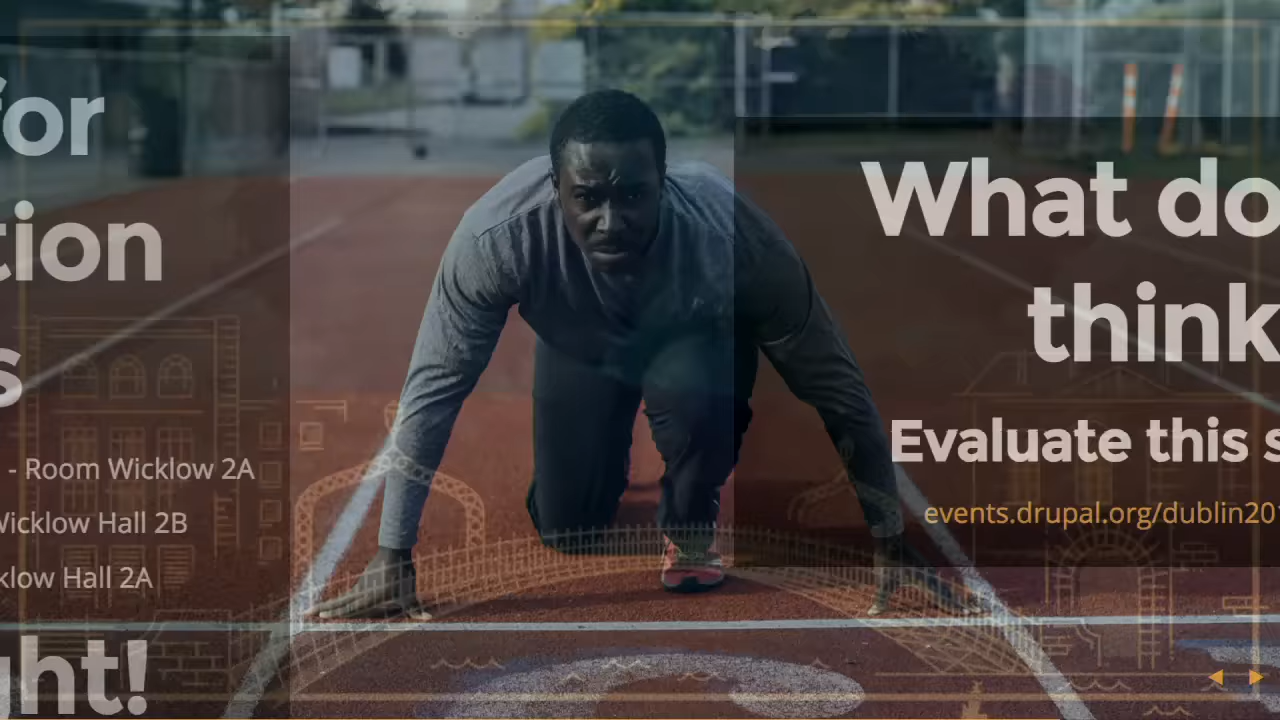 for
tion
s
- Room Wicklow 2A
Wicklow Hall 2B
klow Hall 2A
ght!
What do
think
Evaluate this s
events.drupal.org/dublin201